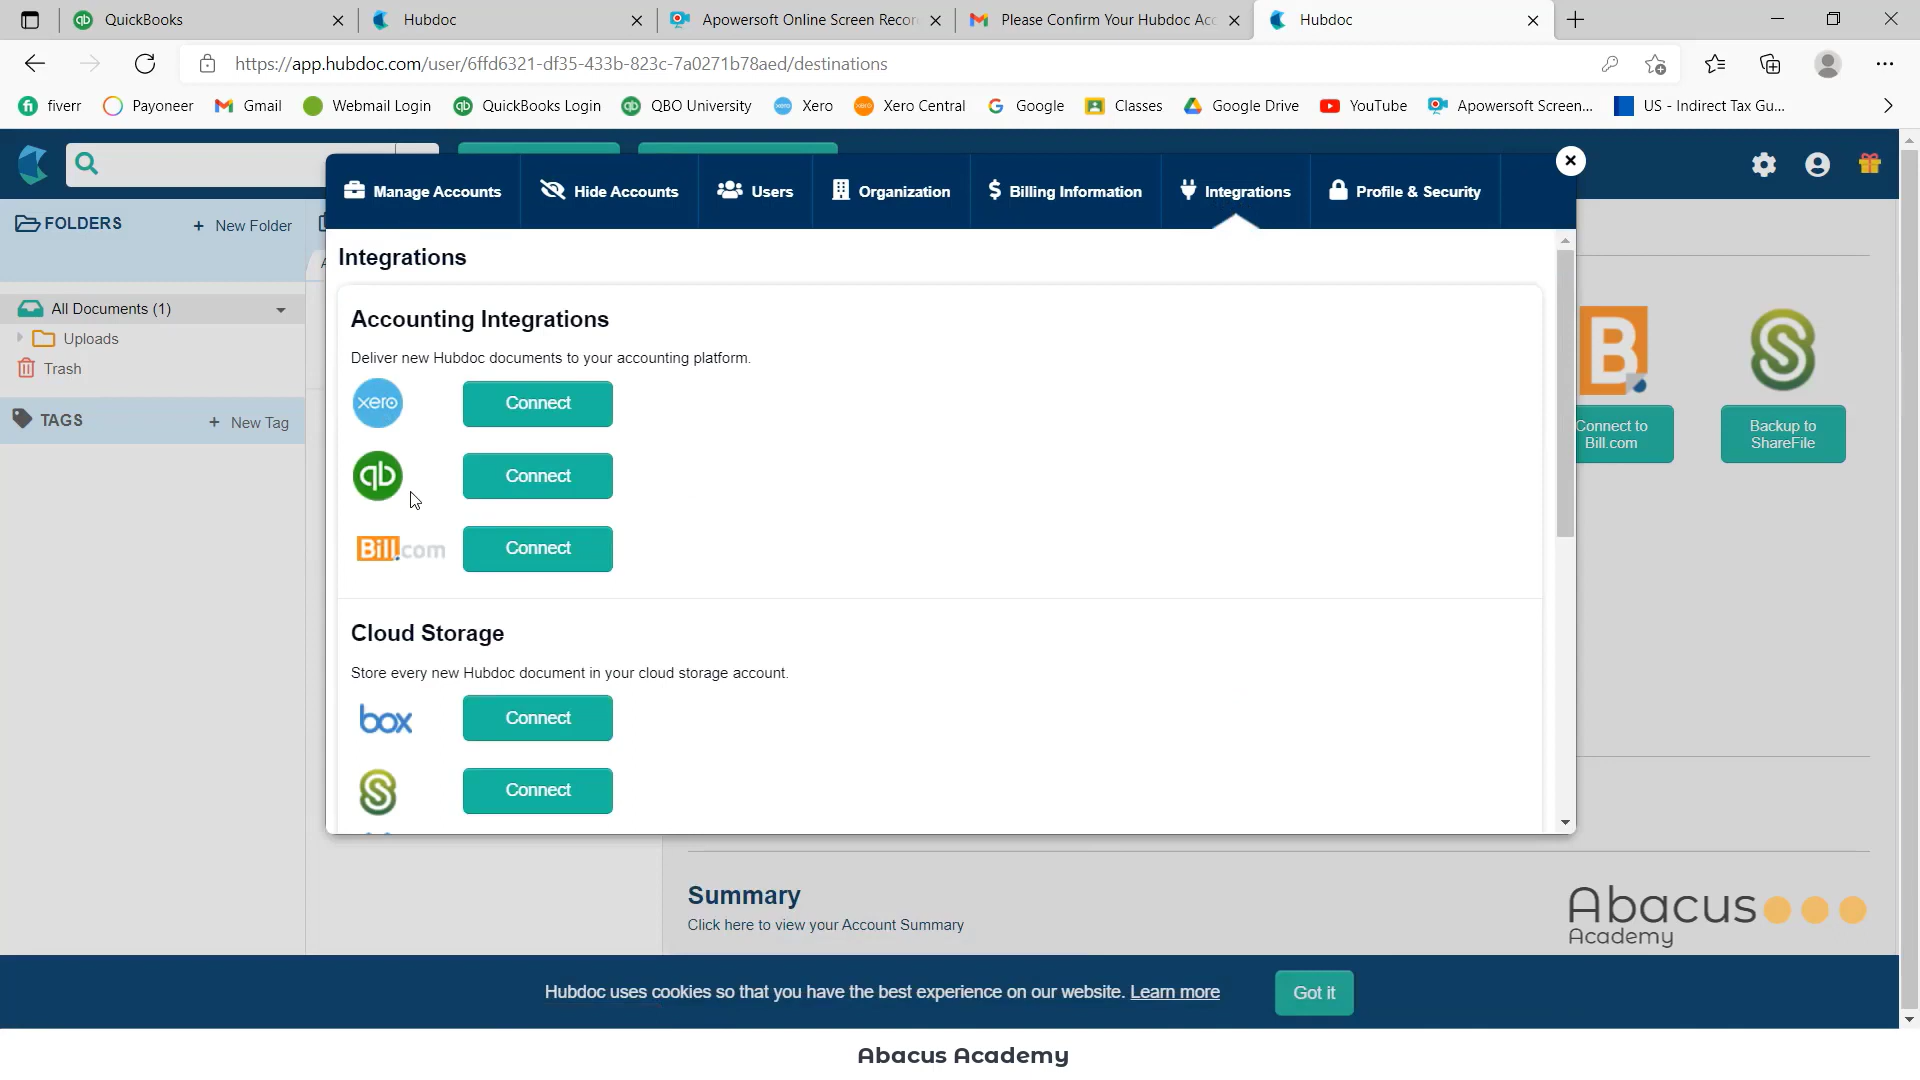 QuickBooks
Hubdoc
Apowersoft Online Screen Recor
Please Confirm Your Hubdoc Acc
Hubdoc
https://app.hubdoc.com/user/6ffd6321-df35-433b-823c-7a0271b78aed/destinations
fiverr
Payoneer
Gmail
Webmail Login
QuickBooks Login
QBO University
Xero
Xero Central
Google
Classes
Google Drive
YouTube
Apowersoft Screen...
US - Indirect Tax Gu...
Manage Accounts
Hide Accounts
Users
Organization
Billing Information
Integrations
Profile & Security
FOLDERS
+ New Folder
All Documents (1)
Uploads
Trash
TAGS
+ New Tag
Integrations
Accounting Integrations
Deliver new Hubdoc documents to your accounting platform.
xero
Connect
qb
Connect
Bill.com
Connect
Cloud Storage
Store every new Hubdoc document in your cloud storage account.
box
Connect
Connect
Connect to
Bill.com
Backup to
ShareFile
Summary
Click here to view your Account Summary
Abacus
Academy
Hubdoc uses cookies so that you have the best experience on our website. Learn more
Got it
Abacus Academy